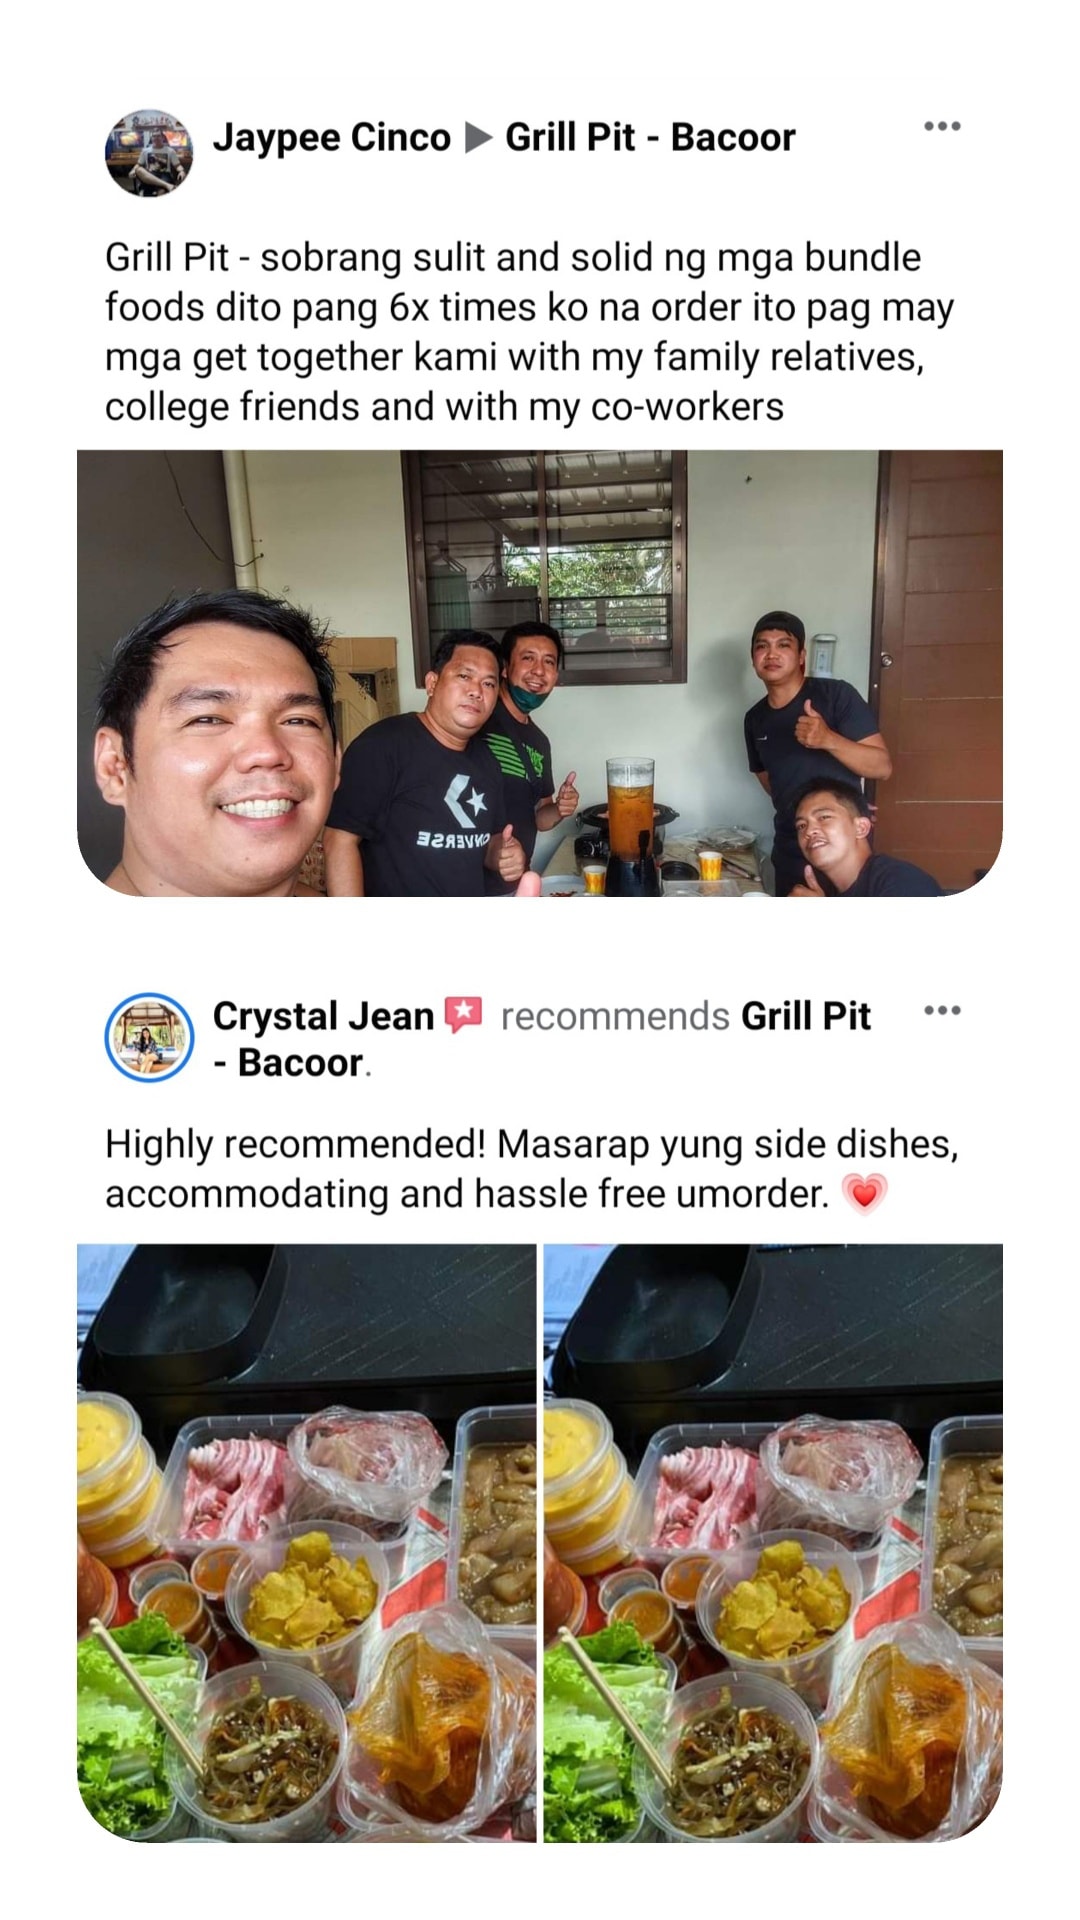 Jaypee Cinco ▶ Grill Pit - Bacoor
Grill Pit - sobrang sulit and solid ng mga bundle
foods dito pang 6x times ko na order ito pag may
mga get together kami with my family relatives,
college friends and with my co-workers
CONVERSE
Crystal Jean recommends Grill Pit
- Bacoor.
Highly recommended! Masarap yung side dishes,
accommodating and hassle free umorder. 💗